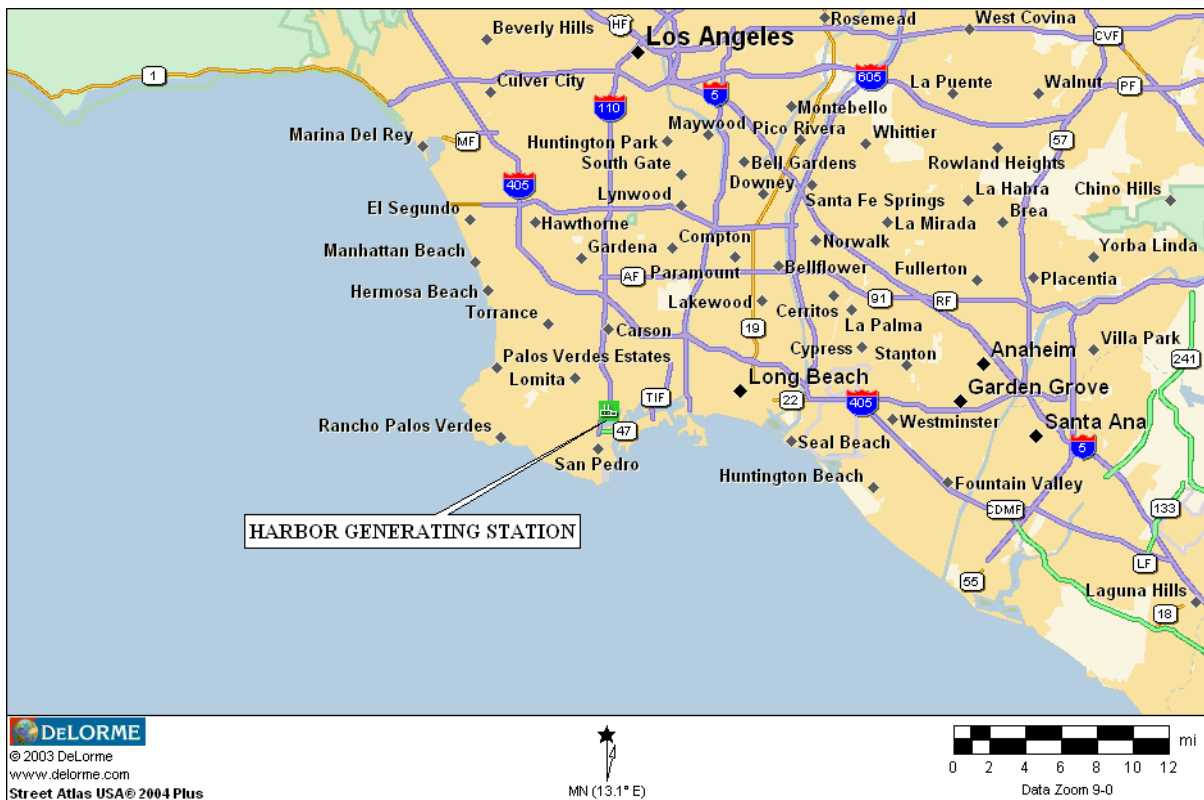 Beverly Hills
HF
Los Angeles
Rosemead
West Covina
CVF
1
Culver City
110
5
605
La Puente
Walnut
PF
Montebello
Marina Del Rey
MF
Huntington Park
Maywood
Pico Rivera
Whittier
57
South Gate
Bell Gardens
Rowland Heights
405
Lynwood
Downey
Santa Fe Springs
La Habra
Chino Hills
El Segundo
Hawthorne
La Mirada
Brea
Manhattan Beach
Gardena
Compton
Norwalk
Yorba Linda
AF
Paramount
Bellflower
Fullerton
Placentia
Hermosa Beach
Lakewood
Cerritos
91
RF
Torrance
Carson
19
La Palma
Villa Park
Palos Verdes Estates
Cypress
Stanton
Anaheim
241
Lomita
Long Beach
Garden Grove
TIF
22
405
Rancho Palos Verdes
47
Westminster
Santa Ana
San Pedro
Seal Beach
5
Huntington Beach
Fountain Valley
CDMF
133
HARBOR GENERATING STATION
LF
55
Laguna Hills
18
DELORME
© 2003 DeLorme
www.delorme.com
Street Atlas USA® 2004 Plus
MN (13.1° E)
mi
0 2 4 6 8 10 12
Data Zoom 9-0